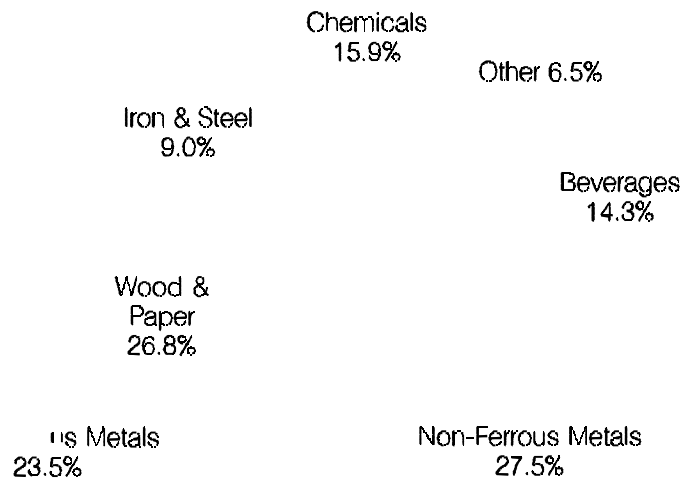 Chemicals
15.9%
Other 6.5%
Iron & Steel
9.0%
Beverages
14.3%
Wood &
Paper
26.8%
us Metals
23.5%
Non-Ferrous Metals
27.5%